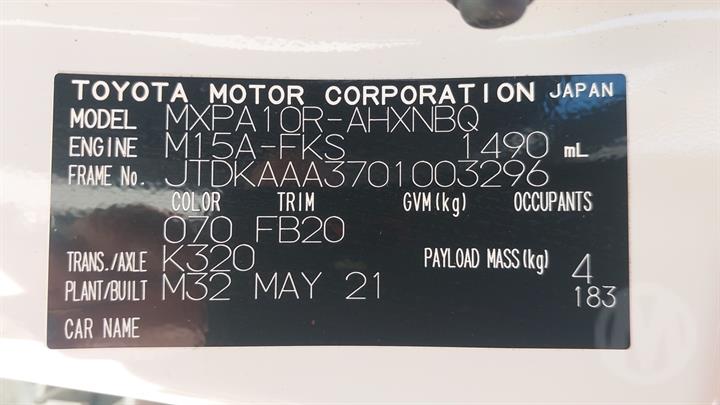 TOYOTA MOTOR CORPORATION JAPAN
MODEL MXPA10R-AHXNBQ
ENGINE M15A-FKS 1490 mL
FRAME No. JTDKAAA3701003296
COLOR TRIM GVM(kg) OCCUPANTS
070 FB20
TRANS./AXLE K320 PAYLOAD MASS(kg) 4
PLANT/BUILT M32 MAY 21 183
CAR NAME
M